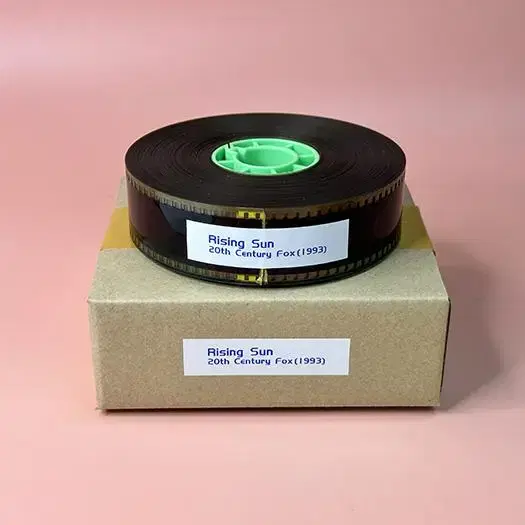 Rising Sun
20th Century Fox(1993)
Rising Sun
20th Century Fox(1993)